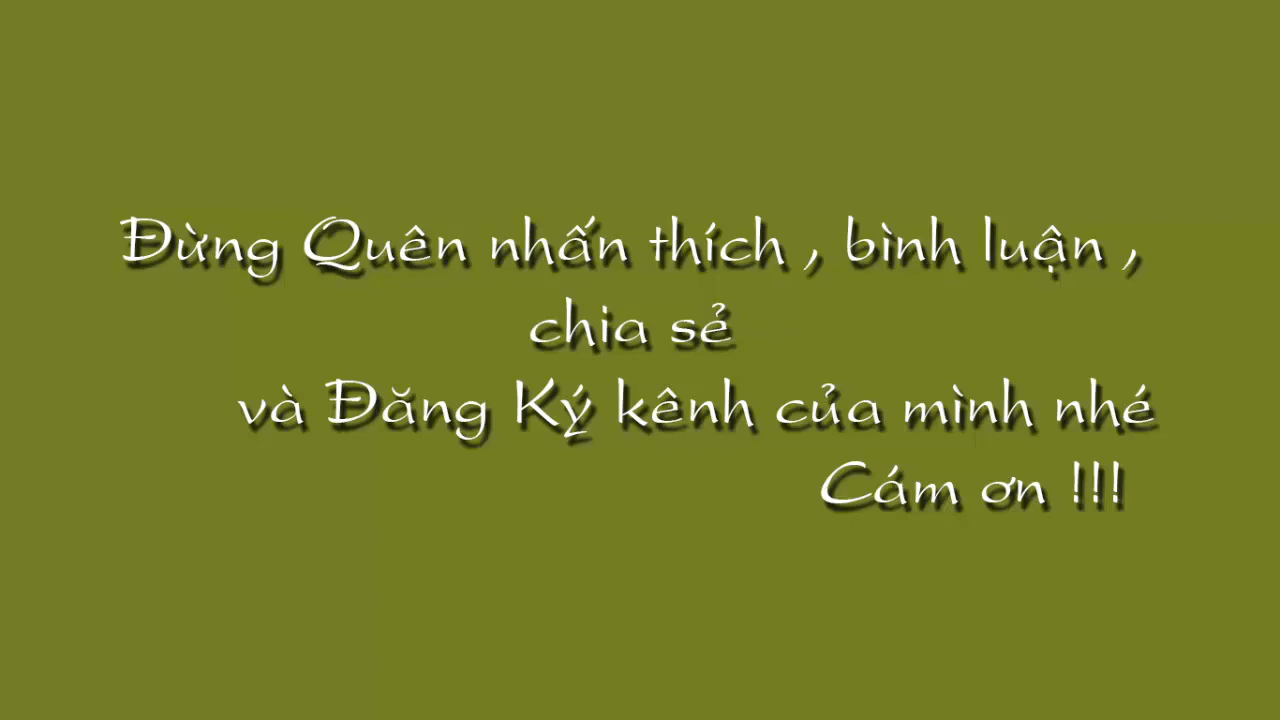 Đừng Quên nhấn thích , bình luận ,
chia sẻ
và Đăng Ký kênh của mình nhé
Cám ơn !!!